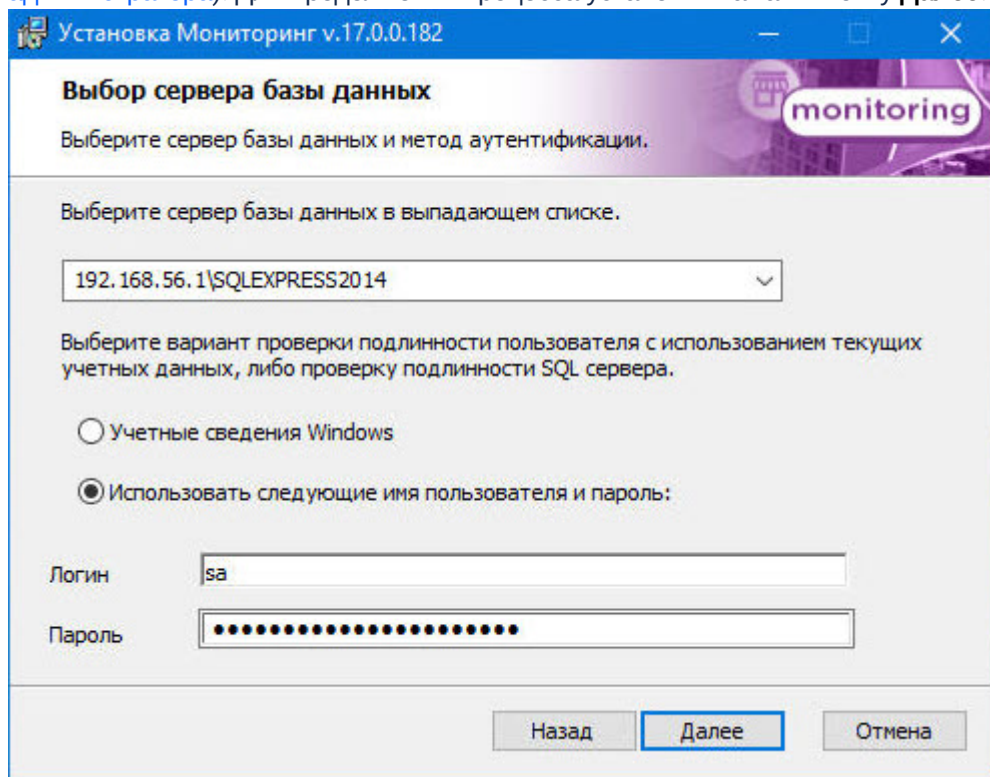 Установка Мониторинг v.17.0.0.182
Выбор сервера базы данных
monitoring
Выберите сервер базы данных и метод аутентификации.
Выберите сервер базы данных в выпадающем списке.
192.168.56.1\SQLEXPRESS2014
Выберите вариант проверки подлинности пользователя с использованием текущих
учетных данных, либо проверку подлинности SQL сервера.
Учетные сведения Windows
Использовать следующие имя пользователя и пароль:
Логин
sa
Пароль
Назад Далее Отмена